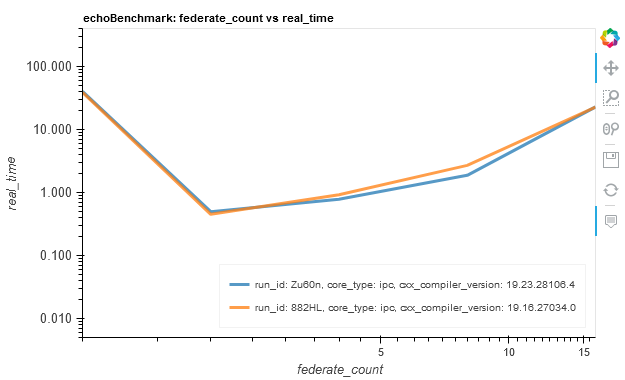 echoBenchmark: federate_count vs real_time
100.000
10.000
1.000
0.100
0.010
real_time
run_id: Zu60n, core_type: ipc, cxx_compiler_version: 19.23.28106.4
run_id: 882HL, core_type: ipc, cxx_compiler_version: 19.16.27034.0
5
10
15
federate_count